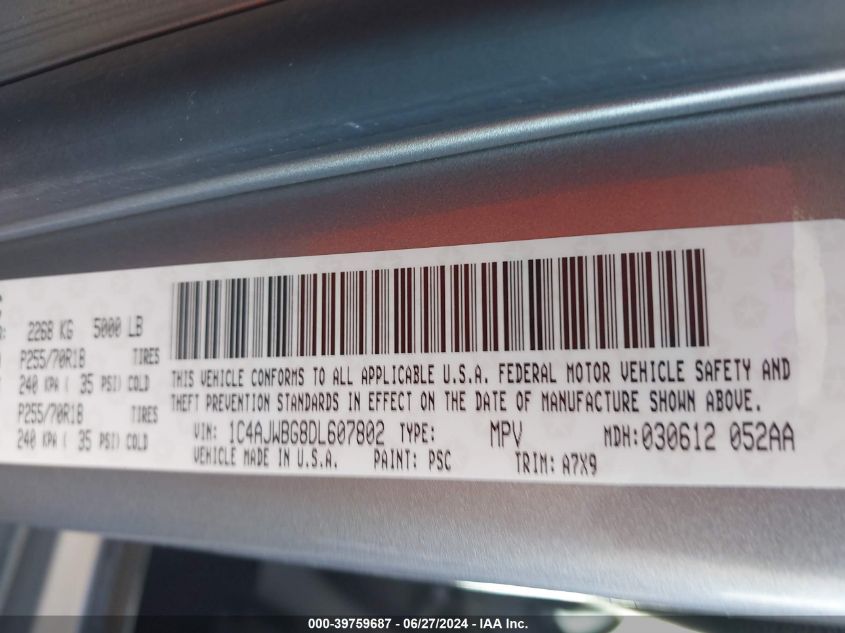 2268 KG 5000 LB
P255/70R18 TIRES
240 KPA ( 35 PSI) COLD
P255/70R18 TIRES
240 KPA ( 35 PSI) COLD
THIS VEHICLE CONFORMS TO ALL APPLICABLE U.S.A. FEDERAL MOTOR VEHICLE SAFETY AND
THEFT PREVENTION STANDARDS IN EFFECT ON THE DATE OF MANUFACTURE SHOWN ABOVE.
VIN: 1C4AJWBG8DL607802 TYPE: MPV MDH:030612 052AA
VEHICLE MADE IN U.S.A. PAINT: PSC TRIM: A7X9
000-39759687 - 06/27/2024 - IAA Inc.